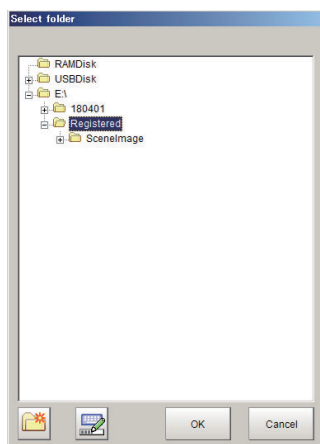 Select folder
RAMDisk
USBDisk
E:\
180401
Registered
SceneImage
OK
Cancel